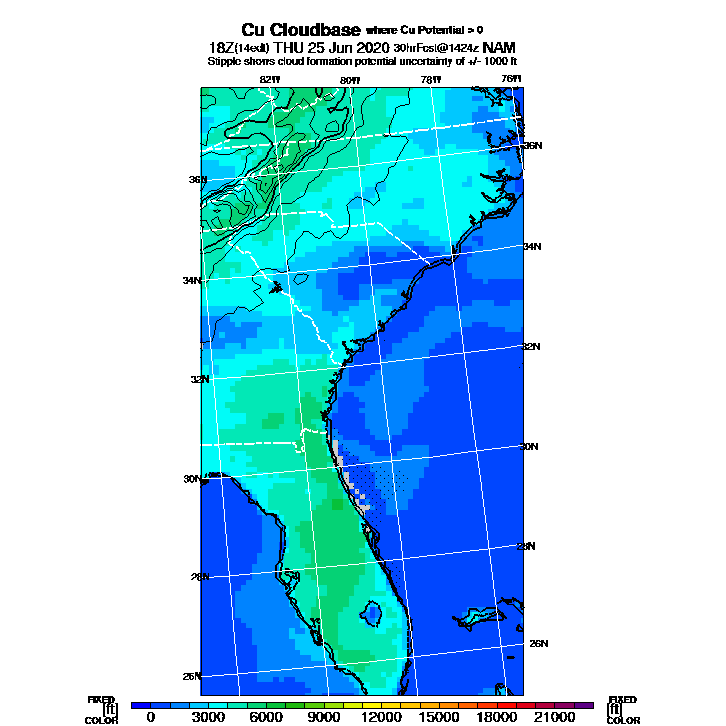 Cu Cloudbase where Cu Potential > 0
18Z(14edt) THU 25 Jun 2020 30hrFcst@1424z NAM
Stipple shows cloud formation potential uncertainty of +/- 1000 ft
82W 80W 78W 76W
36N
36N
34N
34N
32N
32N
30N
30N
28N
28N
26N
26N
FIXED FIXED
[ft] [ft]
COLOR 0 3000 6000 9000 12000 15000 18000 21000 COLOR